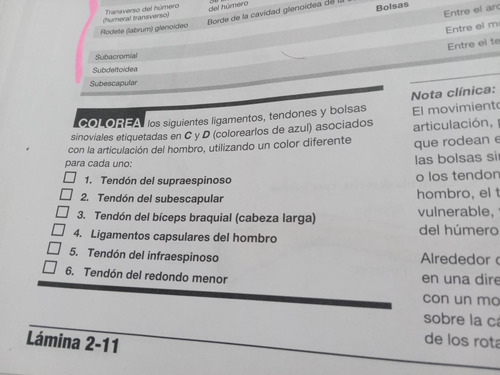 Transverso del húmero
(humeral transverso)
del húmero
Rodete (labrum) glenoideo
Borde de la cavidad glenoidea de la
Bolsas
Entre el
Entre el
Entre el
Subacromial
Subdeltoidea
Subescapular
COLOREA los siguientes ligamentos, tendones y bolsas
sinoviales etiquetadas en C y D (colorearlos de azul) asociados
con la articulación del hombro, utilizando un color diferente
para cada uno:
1. Tendón del supraespinoso
2. Tendón del subescapular
3. Tendón del bíceps braquial (cabeza larga)
4. Ligamentos capsulares del hombro
5. Tendón del infraespinoso
6. Tendón del redondo menor
Lámina 2-11
Nota clínica:
El movimiento
articulación,
que rodean
las bolsas
o los tendon
hombro, el t
vulnerable,
del húmero
Alrededor
en una dire
con un mo
sobre la
de los rota